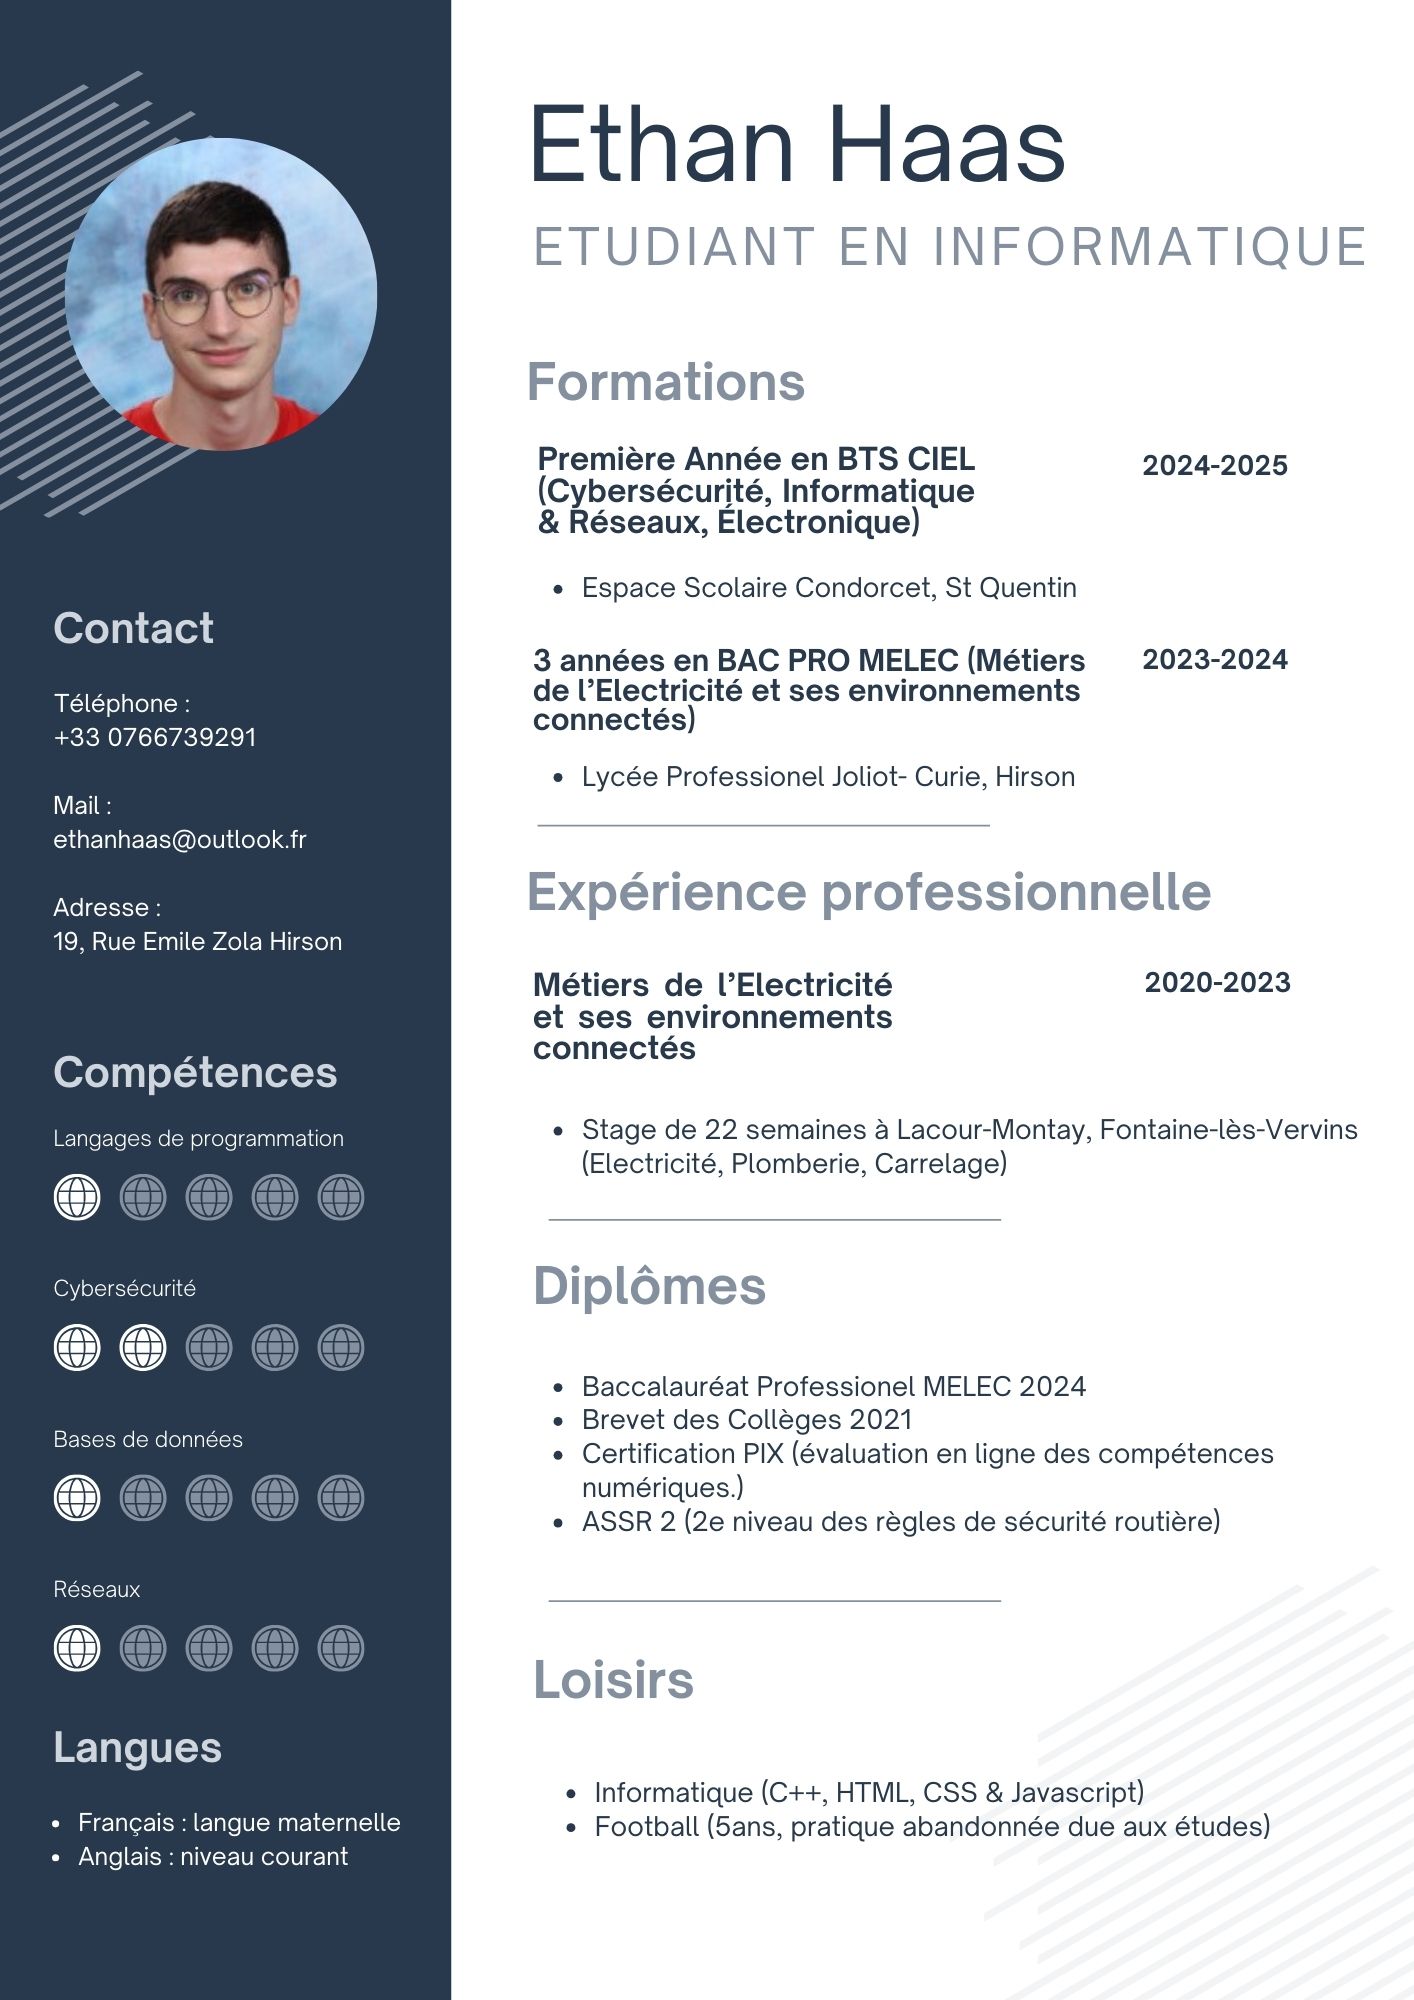 Ethan Haas
ETUDIANT EN INFORMATIQUE
Contact
Téléphone :
+33 0766739291
Mail :
ethanhaas@outlook.fr
Adresse :
19, Rue Emile Zola Hirson
Compétences
Langages de programmation
Cybersécurité
Bases de données
Réseaux
Langues
• Français : langue maternelle
• Anglais : niveau courant
Formations
Première Année en BTS CIEL
(Cybersécurité, Informatique
& Réseaux, Électronique)
2024-2025
• Espace Scolaire Condorcet, St Quentin
3 années en BAC PRO MELEC (Métiers
de l’Electricité et ses environnements
connectés)
2023-2024
• Lycée Professionel Joliot- Curie, Hirson
Expérience professionnelle
Métiers de l’Electricité
et ses environnements
connectés
2020-2023
• Stage de 22 semaines à Lacour-Montay, Fontaine-lès-Vervins
(Electricité, Plomberie, Carrelage)
Diplômes
• Baccalauréat Professionel MELEC 2024
• Brevet des Collèges 2021
• Certification PIX (évaluation en ligne des compétences
numériques.)
• ASSR 2 (2e niveau des règles de sécurité routière)
Loisirs
• Informatique (C++, HTML, CSS & Javascript)
• Football (5ans, pratique abandonnée due aux études)